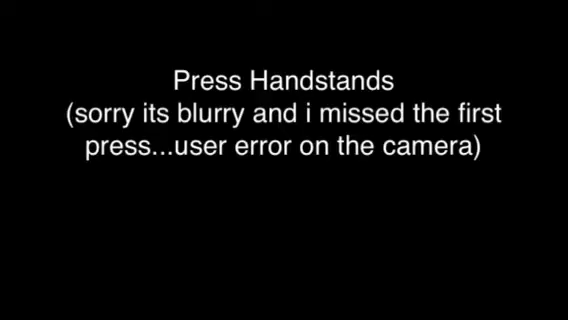 Press Handstands
(sorry its blurry and i missed the first
press...user error on the camera)